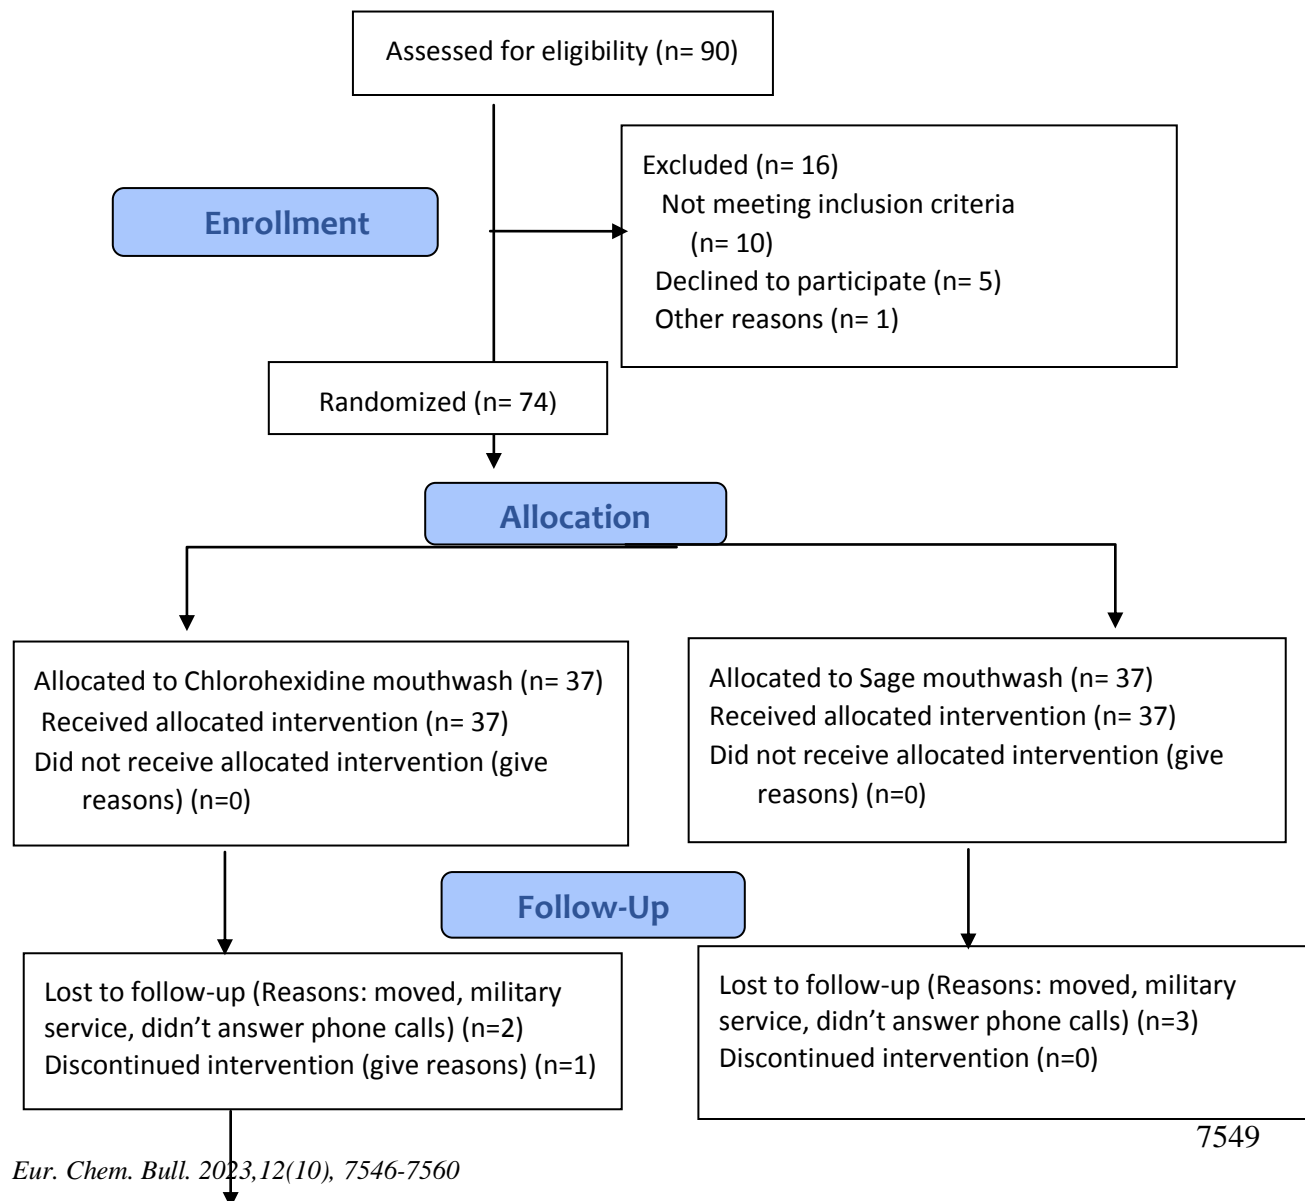 Assessed for eligibility (n= 90)
Excluded (n= 16)
Not meeting inclusion criteria
(n= 10)
Declined to participate (n= 5)
Other reasons (n= 1)
Enrollment
Randomized (n= 74)
Allocation
Allocated to Chlorohexidine mouthwash (n= 37)
Received allocated intervention (n= 37)
Did not receive allocated intervention (give
reasons) (n=0)
Allocated to Sage mouthwash (n= 37)
Received allocated intervention (n= 37)
Did not receive allocated intervention (give
reasons) (n=0)
Follow-Up
Lost to follow-up (Reasons: moved, military
service, didn’t answer phone calls) (n=2)
Discontinued intervention (give reasons) (n=1)
Lost to follow-up (Reasons: moved, military
service, didn’t answer phone calls) (n=3)
Discontinued intervention (n=0)
7549
Eur. Chem. Bull. 2023,12(10), 7546-7560